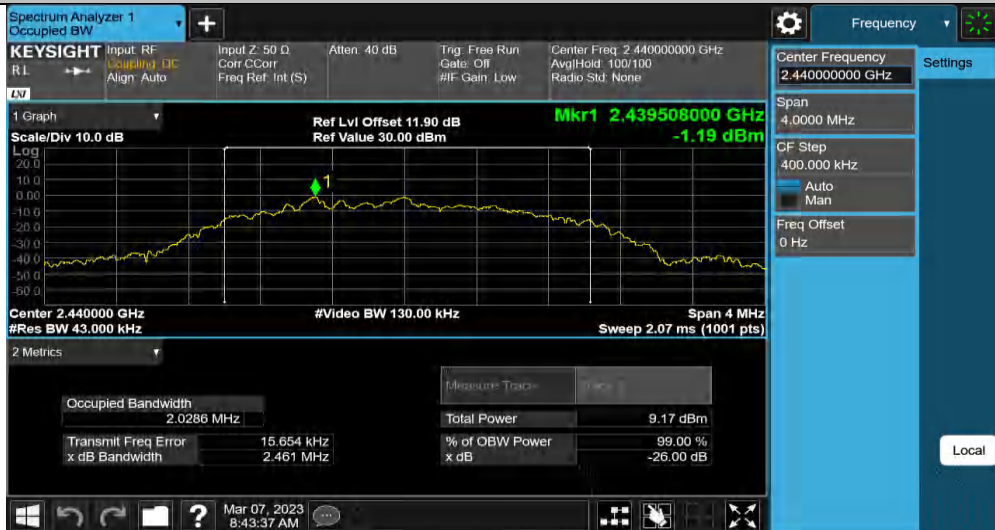 Spectrum Analyzer 1
Occupied BW
Frequency
KEYSIGHT
RL
LXI
Input: RF
Coupling: DC
Align: Auto
Input Z: 50 Ω
Corr CCorr
Freq Ref: Int (S)
Atten: 40 dB
Trig: Free Run
Gate: Off
#IF Gain: Low
Center Freq: 2.440000000 GHz
Avg|Hold: 100/100
Radio Std: None
Center Frequency
2.440000000 GHz
Settings
Span
4.0000 MHz
CF Step
400.000 kHz
Auto
Man
Freq Offset
0 Hz
Local
1 Graph
Scale/Div 10.0 dB
Ref Lvl Offset 11.90 dB
Ref Value 30.00 dBm
Mkr1 2.439508000 GHz
-1.19 dBm
Log
20.0
10.0
0.00
-10.0
-20.0
-30.0
-40.0
-50.0
-60.0
1
Center 2.440000 GHz
#Res BW 43.000 kHz
#Video BW 130.00 kHz
Span 4 MHz
Sweep 2.07 ms (1001 pts)
2 Metrics
Measure Trace
Occupied Bandwidth
2.0286 MHz
Total Power 9.17 dBm
Transmit Freq Error 15.654 kHz
% of OBW Power 99.00 %
x dB Bandwidth 2.461 MHz
x dB -26.00 dB
?
Mar 07, 2023
8:43:37 AM